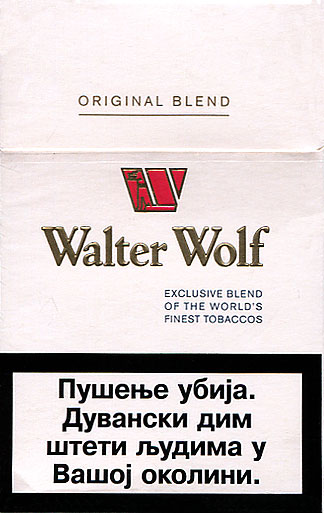 ORIGINAL BLEND
Walter Wolf
EXCLUSIVE BLEND
OF THE WORLD'S
FINEST TOBACCOS
Пушење убија.
Дувански дим
штети људима у
Вашој околини.